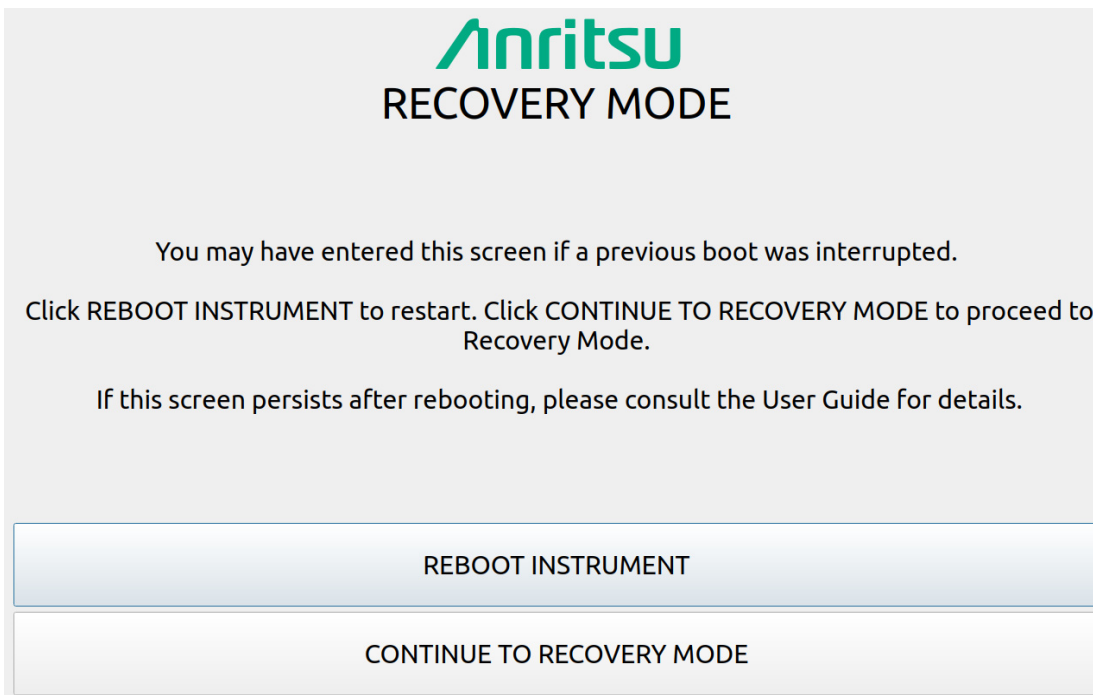 Anritsu
RECOVERY MODE
You may have entered this screen if a previous boot was interrupted.
Click REBOOT INSTRUMENT to restart. Click CONTINUE TO RECOVERY MODE to proceed to
Recovery Mode.
If this screen persists after rebooting, please consult the User Guide for details.
REBOOT INSTRUMENT
CONTINUE TO RECOVERY MODE